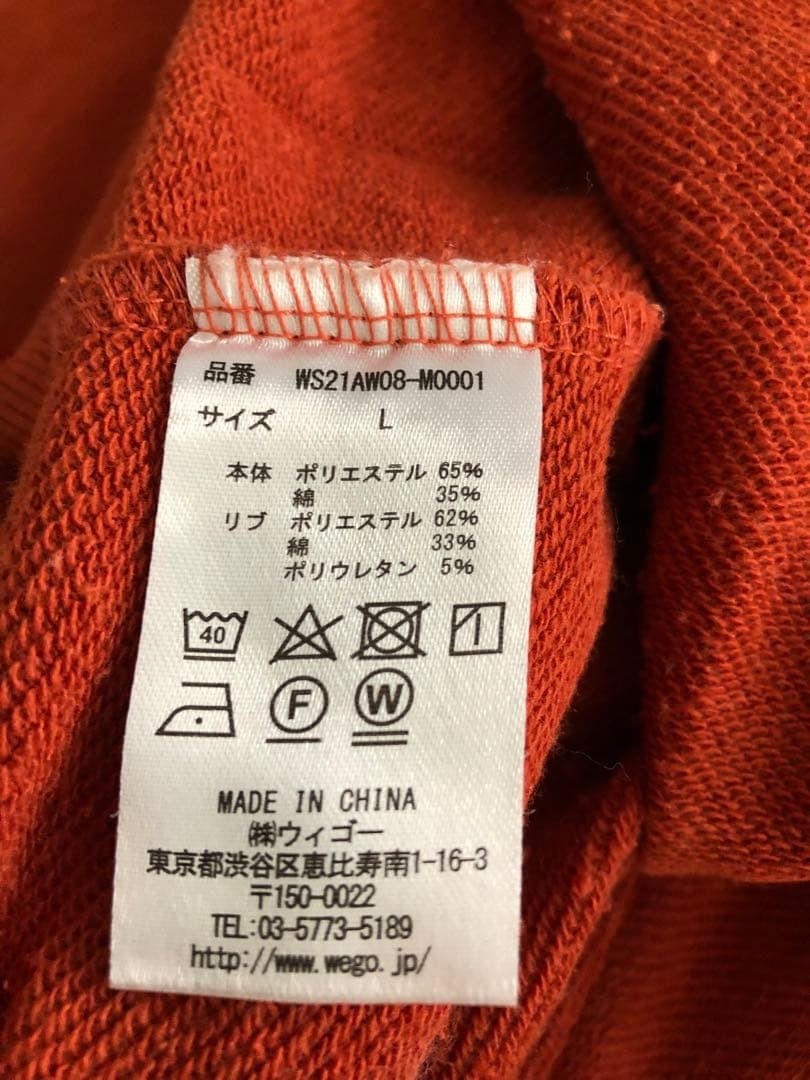 品番 WS21AW08-M0001
サイズ L
本体 ポリエステル 65%
綿 35%
リブ ポリエステル 62%
綿 33%
ポリウレタン 5%
40
F W
MADE IN CHINA
㈱ウィゴー
東京都渋谷区恵比寿南1-16-3
〒150-0022
TEL:03-5773-5189
http://www.wego.jp/